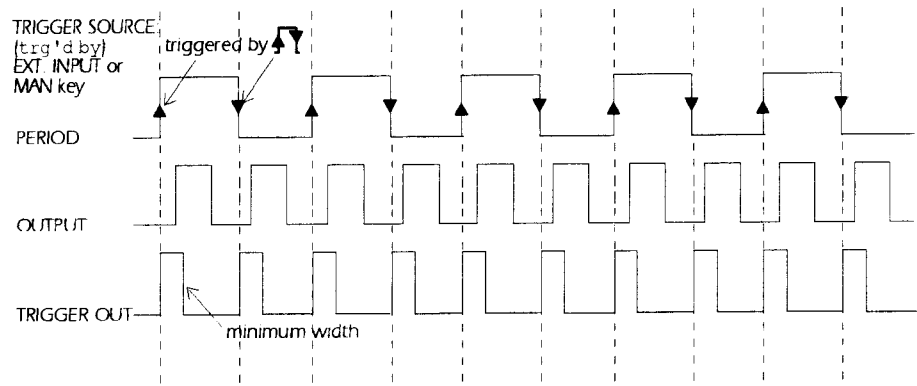 TRIGGER SOURCE
(trg'd by)
EXT. INPUT or
MAN key
triggered by
PERIOD
OUTPUT
TRIGGER OUT
minimum width